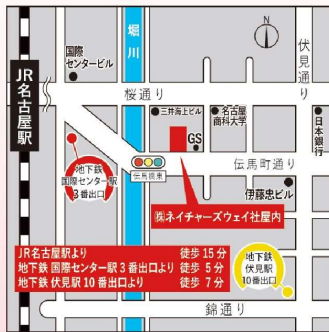 国際
センタービル
堀川
N
伏見通り
JR名古屋駅
桜通り
三井海上ビル
名古屋
商科大学
日本銀行
GS
地下鉄
国際センター駅
3番出口
伝馬橋東
伝馬町通り
伊藤忠ビル
㈱ネイチャーズウェイ社屋内
JR名古屋駅より 徒歩 15分
地下鉄 国際センター駅3番出口より 徒歩 5分
地下鉄 伏見駅10番出口より 徒歩 7分
地下鉄
伏見駅
10番出口
錦通り